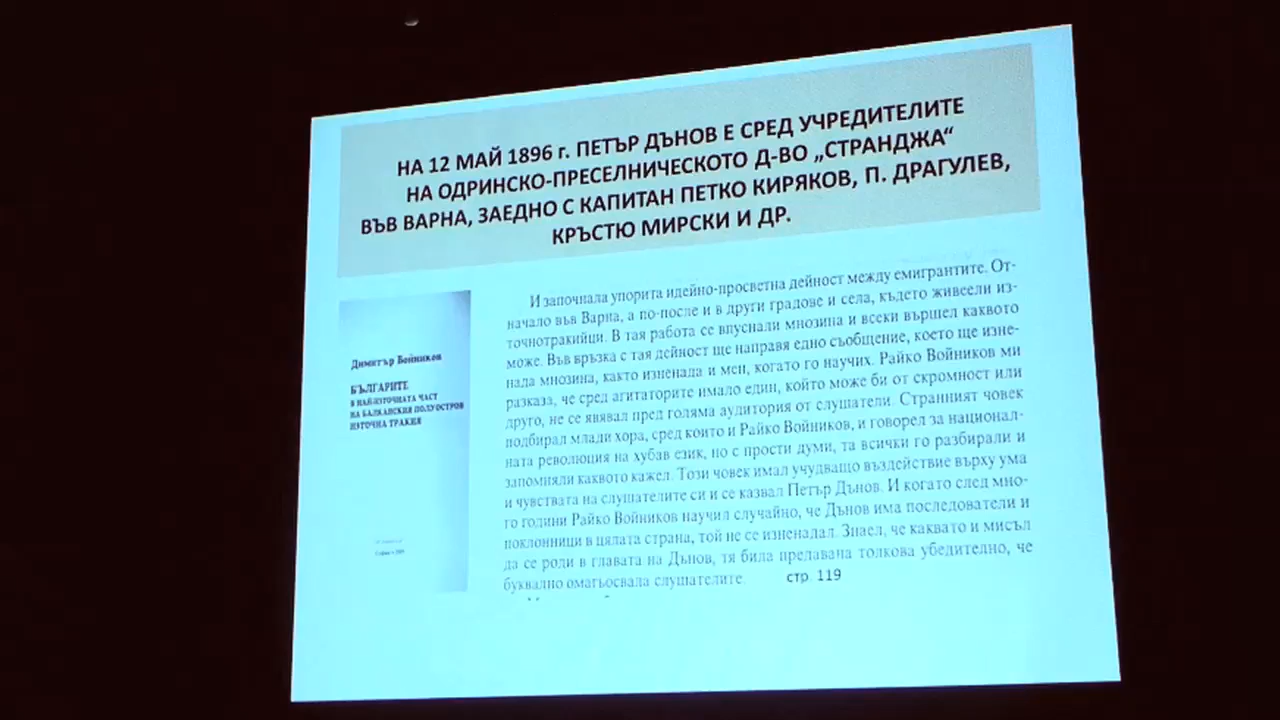 НА 12 МАЙ 1896 г. ПЕТЪР ДЪНОВ Е СРЕД УЧРЕДИТЕЛИТЕ
НА ОДРИНСКО-ПРЕСЕЛНИЧЕСКОТО Д-ВО „СТРАНДЖА“
ВЪВ ВАРНА, ЗАЕДНО С КАПИТАН ПЕТКО КИРЯКОВ, П. ДРАГУЛЕВ,
КРЪСТЮ МИРСКИ И ДР.
Димитър Войников
БЪЛГАРИТЕ
В НАЙ-ИЗТОЧНАТА ЧАСТ
НА БАЛКАНСКИЯ ПОЛУОСТРОВ
ИЗТОЧНА ТРАКИЯ
И започнала упорита идейно-просветна дейност между емигрантите. От-
начало във Варна, а по-после и в други градове и села, където живеели из-
точнотракийци. В тая работа се впуснали мнозина и всеки вършел каквото
може. Във връзка с тая дейност ще направя едно съобщение, което ще изне-
нада мнозина, както изненада и мен, когато го научих. Райко Войников ми
разказа, че сред агитаторите имало един, който може би от скромност или
друго, не се явявал пред голяма аудитория от слушатели. Странният човек
подбирал млади хора, сред които и Райко Войников, и говорел за национал-
ната революция на хубав език, но с прости думи, та всички го разбирали и
запомняли каквото кажел. Този човек имал учудващо въздействие върху ума
и чувствата на слушателите си и се казвал Петър Дънов. И когато след мно-
го години Райко Войников научил случайно, че Дънов има последователи и
поклонници в цялата страна, той не се изненадал. Знаел, че каквато и мисъл
да се роди в главата на Дънов, тя била предавана толкова убедително, че
буквално омагьосвала слушателите.
стр. 119